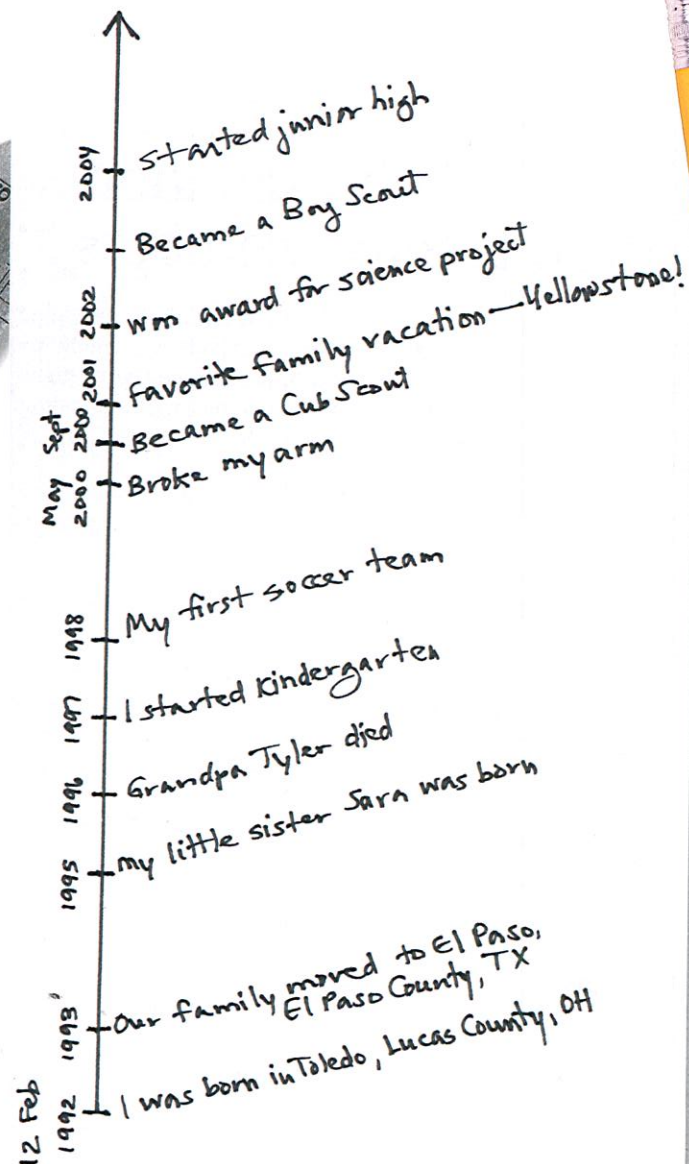 2004 started junior high
Became a Boy Scout
2002 won award for science project
2001 favorite family vacation—Yellowstone!
Sept 2000 Became a Cub Scout
May 2000 Broke my arm
1998 My first soccer team
1997 I started Kindergarten
1996 Grandpa Tyler died
1995 my little sister Sara was born
1993 Our family moved to El Paso,
El Paso County, TX
12 Feb 1992 I was born in Toledo, Lucas County, OH